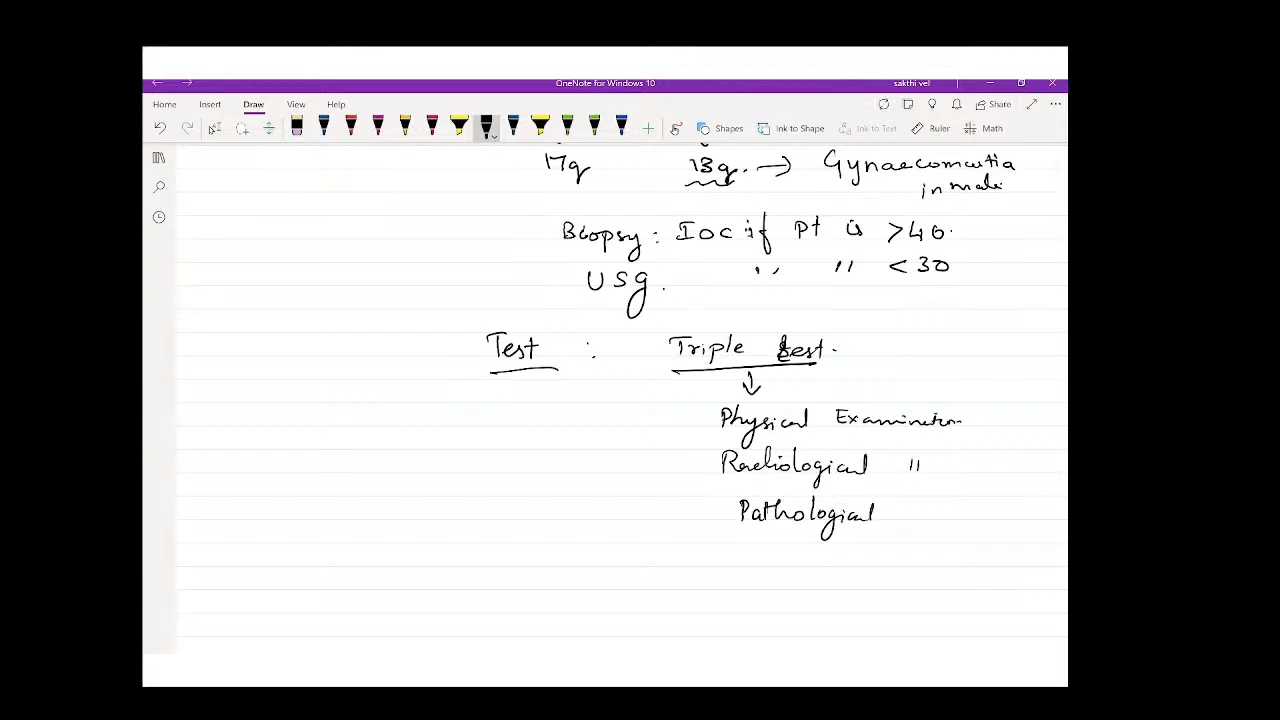 OneNote for Windows 10
sakthi vel
Home Insert Draw View Help Share
Shapes Ink to Shape Ink to Text Ruler Math
17q 13q. → Gynaecomastia
in male
Biopsy : IOC if Pt is >40.
USG. " " <30
Test : Triple test.
Physical Examination
Radiological "
Pathological